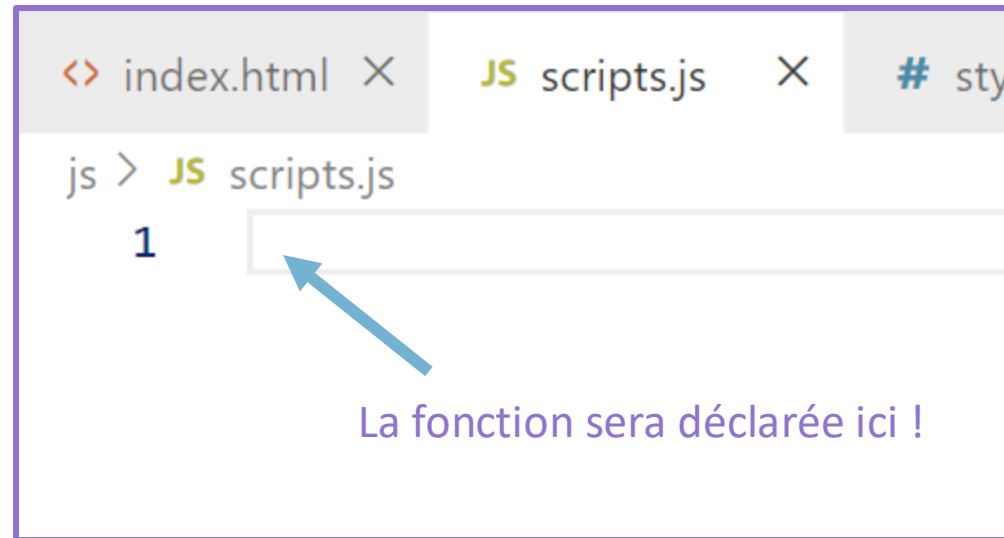 <> index.html × JS scripts.js × # sty
js > JS scripts.js
1
La fonction sera déclarée ici !